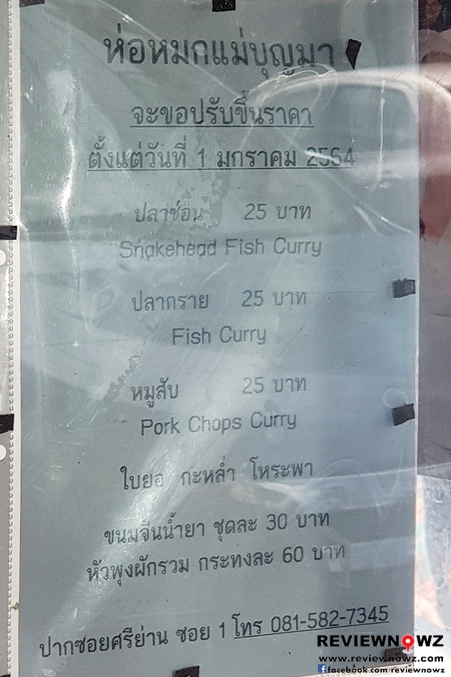 ห่อหมกแม่บุญมา
จะขอปรับขึ้นราคา
ตั้งแต่วันที่ 1 มกราคม 2564
ปลาช่อน 25 บาท
Snakehead Fish Curry
ปลากราย 25 บาท
Fish Curry
หมูสับ 25 บาท
Pork Chops Curry
ใบยอ กะหล่ำ โหระพา
ขนมจีนน้ำยา ชุดละ 30 บาท
หัวพุงผักรวม กระทงละ 60 บาท
ปากซอยศรีย่าน ซอย 1 โทร 081-582-7345
REVIEWNOWZ
www.reviewnowz.com
facebook.com/reviewnowz